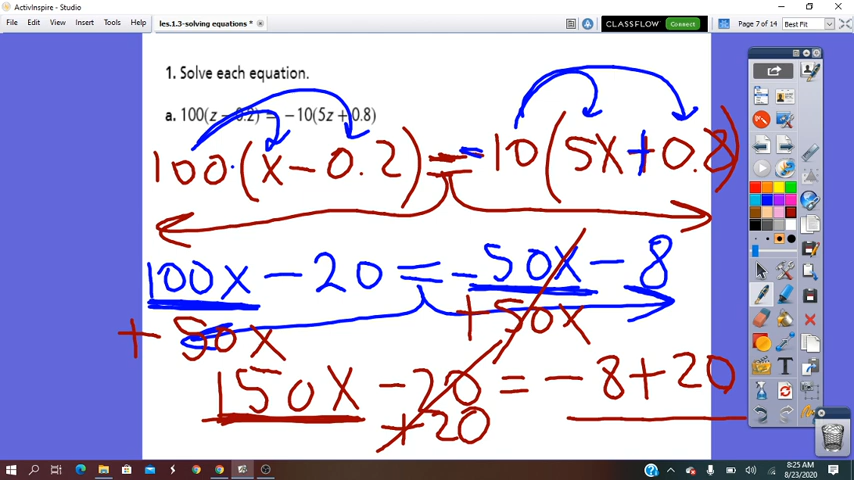 ActivInspire - Studio
File Edit View Insert Tools Help
les.1.3-solving equations *
CLASSFLOW Connect
Page 7 of 14
Best Fit
1. Solve each equation.
a. 100(z − 0.2) = −10(5z + 0.8)
100·(x − 0.2) = −10(5x + 0.8)
100x − 20 = −50x − 8
+ 50x +50x
150x − 20 = −8 + 20
+20
T
8:25 AM
8/23/2020